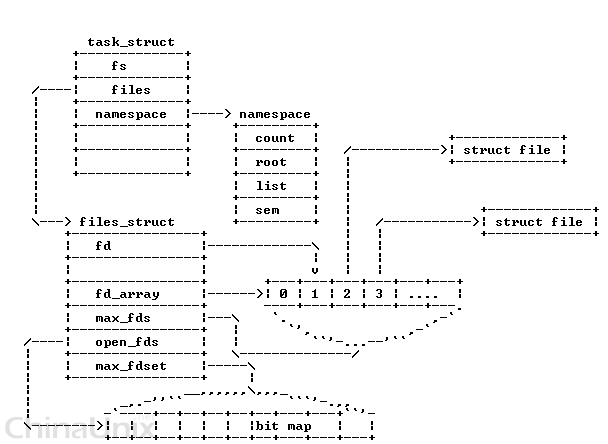 task_struct
fs
files
namespace
namespace
count
root
list
sem
struct file
struct file
files_struct
fd
fd_array
max_fds
open_fds
max_fdset
0 1 2 3 ....
bit map
ChinaUnix